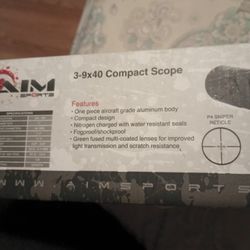 AIM
SPORTS
3-9x40 Compact Scope
Features
• One piece aircraft grade aluminum body
• Compact design
• Nitrogen charged with water resistant seals
• Fogproof/shockproof
• Green fused multi-coated lenses for improved
light transmission and scratch resistance
P4 SNIPER
RETICLE
SPECIFICATIONS
WWW.AIMSPORTS